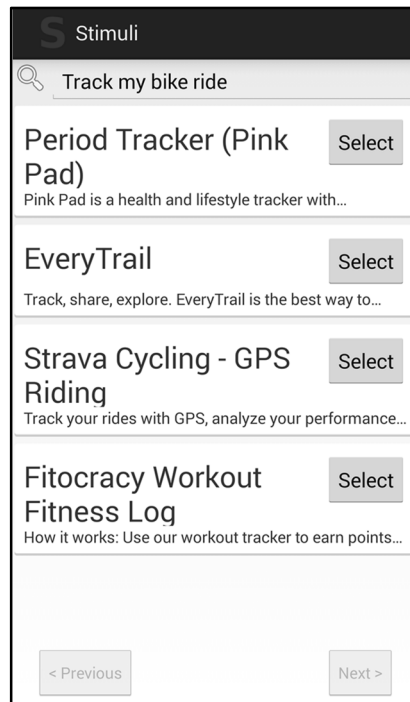 S Stimuli
Track my bike ride
Period Tracker (Pink
Pad)
Select
Pink Pad is a health and lifestyle tracker with…
EveryTrail
Select
Track, share, explore. EveryTrail is the best way to…
Strava Cycling - GPS
Riding
Select
Track your rides with GPS, analyze your performance…
Fitocracy Workout
Fitness Log
Select
How it works: Use our workout tracker to earn points…
< Previous
Next >